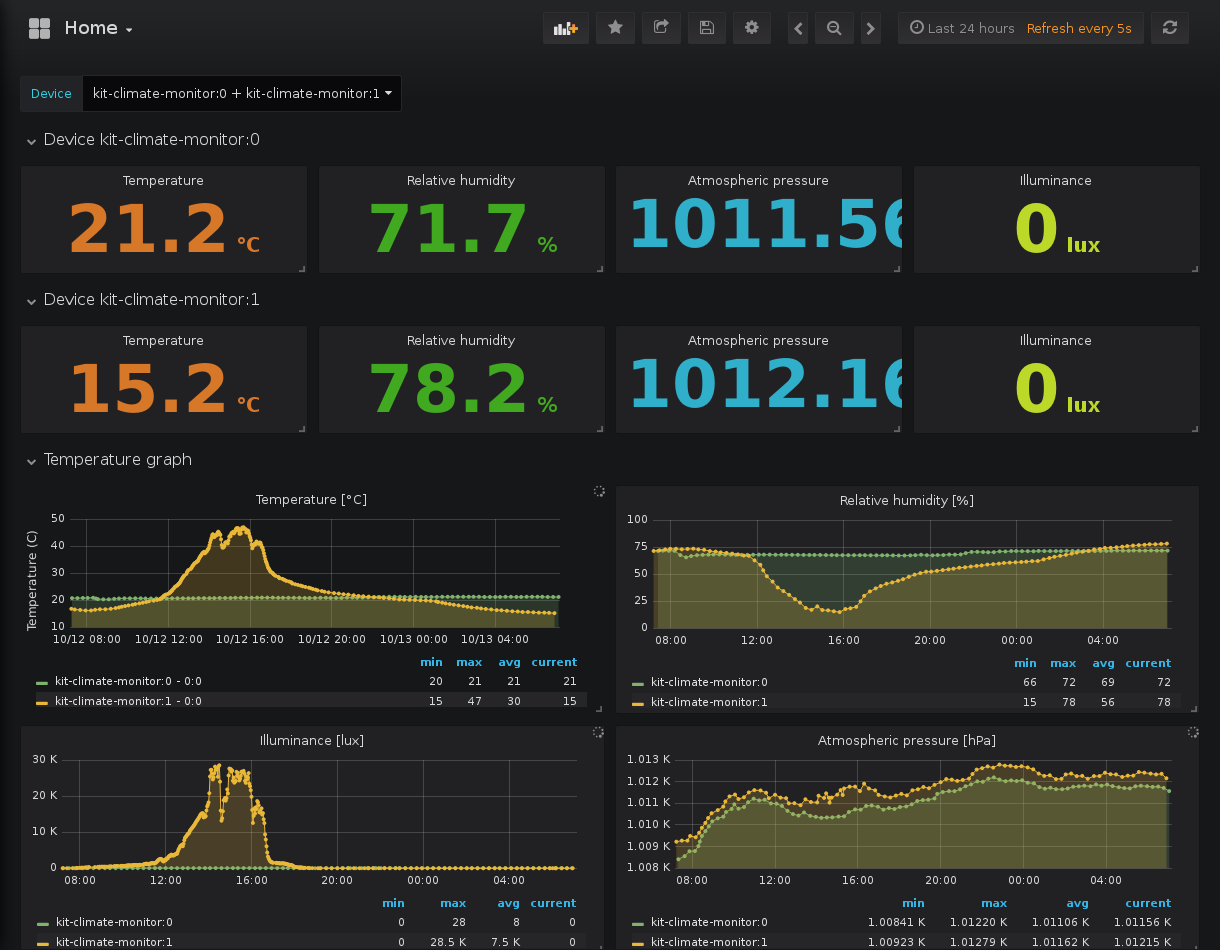 Home
Last 24 hours Refresh every 5s
Device kit-climate-monitor:0 + kit-climate-monitor:1
Device kit-climate-monitor:0
Temperature Relative humidity Atmospheric pressure Illuminance
21.2 °C 71.7 % 1011.56 0 lux
Device kit-climate-monitor:1
Temperature Relative humidity Atmospheric pressure Illuminance
15.2 °C 78.2 % 1012.16 0 lux
Temperature graph
Temperature [°C]
Temperature (C)
50
40
30
20
10
10/12 08:00 10/12 12:00 10/12 16:00 10/12 20:00 10/13 00:00 10/13 04:00
min max avg current
kit-climate-monitor:0 - 0:0 20 21 21 21
kit-climate-monitor:1 - 0:0 15 47 30 15
Relative humidity [%]
100
75
50
25
0
08:00 12:00 16:00 20:00 00:00 04:00
min max avg current
kit-climate-monitor:0 66 72 69 72
kit-climate-monitor:1 15 78 56 78
Illuminance [lux]
30 K
20 K
10 K
0
08:00 12:00 16:00 20:00 00:00 04:00
min max avg current
kit-climate-monitor:0 0 28 8 0
kit-climate-monitor:1 0 28.5 K 7.5 K 0
Atmospheric pressure [hPa]
1.013 K
1.012 K
1.011 K
1.010 K
1.009 K
1.008 K
08:00 12:00 16:00 20:00 00:00 04:00
min max avg current
kit-climate-monitor:0 1.00841 K 1.01220 K 1.01106 K 1.01156 K
kit-climate-monitor:1 1.00923 K 1.01279 K 1.01162 K 1.01215 K